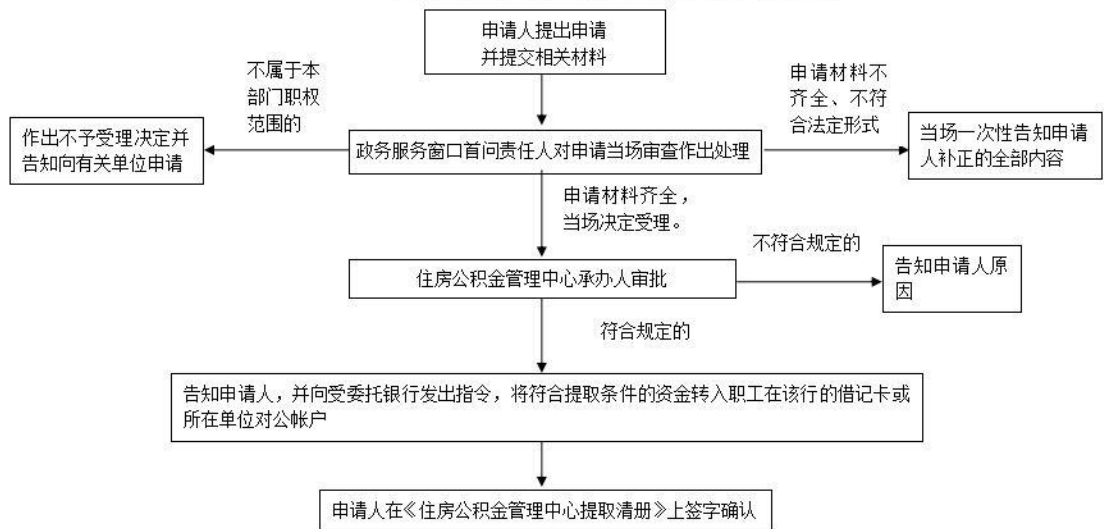 申请人提出申请
并提交相关材料
不属于本
部门职权
范围的
申请材料不
齐全、不符
合法定形式
作出不予受理决定并
告知向有关单位申请
政务服务窗口首问责任人对申请当场审查作出处理
当场一次性告知申请
人补正的全部内容
申请材料齐全，
当场决定受理。
不符合规定的
住房公积金管理中心承办人审批
告知申请人原
因
符合规定的
告知申请人，并向受委托银行发出指令，将符合提取条件的资金转入职工在该行的借记卡或
所在单位对公帐户
申请人在《住房公积金管理中心提取清册》上签字确认